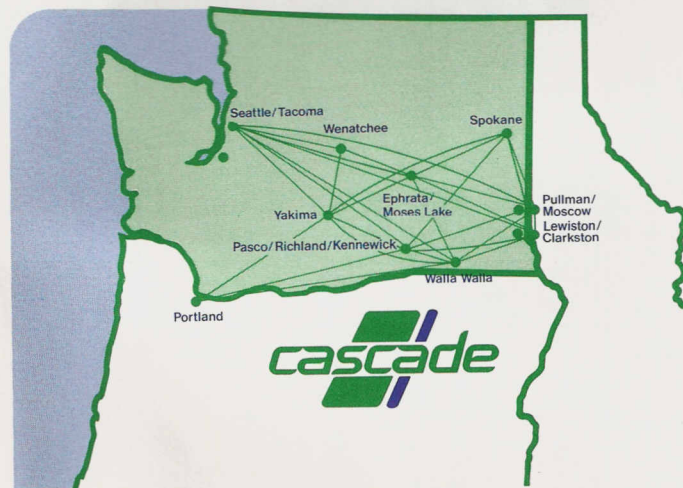 Seattle/Tacoma
Wenatchee
Spokane
Ephrata/
Moses Lake
Pullman/
Moscow
Yakima
Lewiston/
Clarkston
Pasco/Richland/Kennewick
Walla Walla
Portland
cascade